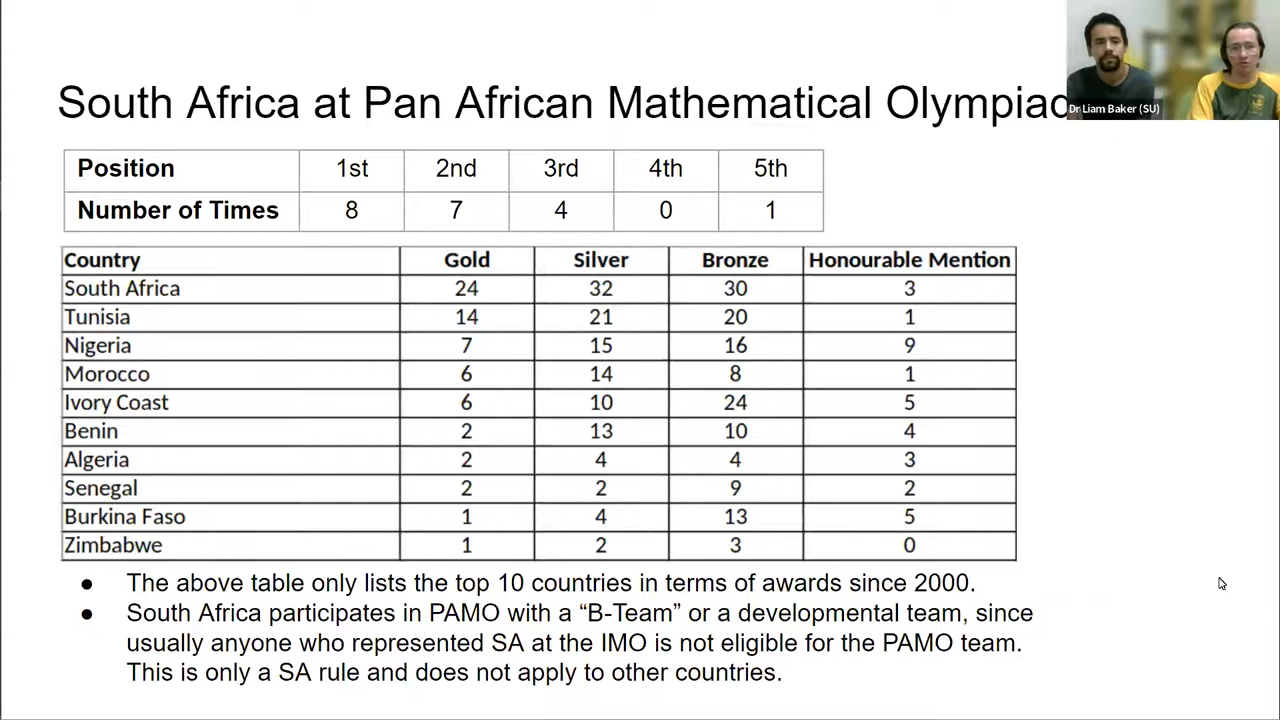 South Africa at Pan African Mathematical Olympiad
Dr Liam Baker (SU)
Position 1st 2nd 3rd 4th 5th
Number of Times 8 7 4 0 1
Country Gold Silver Bronze Honourable Mention
South Africa 24 32 30 3
Tunisia 14 21 20 1
Nigeria 7 15 16 9
Morocco 6 14 8 1
Ivory Coast 6 10 24 5
Benin 2 13 10 4
Algeria 2 4 4 3
Senegal 2 2 9 2
Burkina Faso 1 4 13 5
Zimbabwe 1 2 3 0
● The above table only lists the top 10 countries in terms of awards since 2000.
● South Africa participates in PAMO with a “B-Team” or a developmental team, since
usually anyone who represented SA at the IMO is not eligible for the PAMO team.
This is only a SA rule and does not apply to other countries.